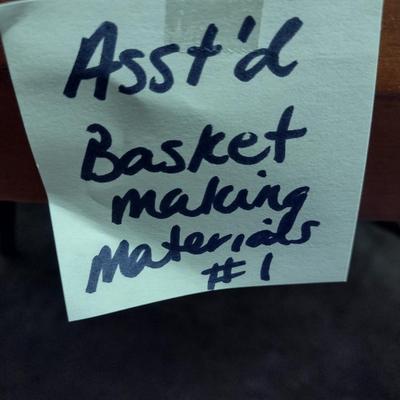 Asst'd
Basket
making
Materials
#1